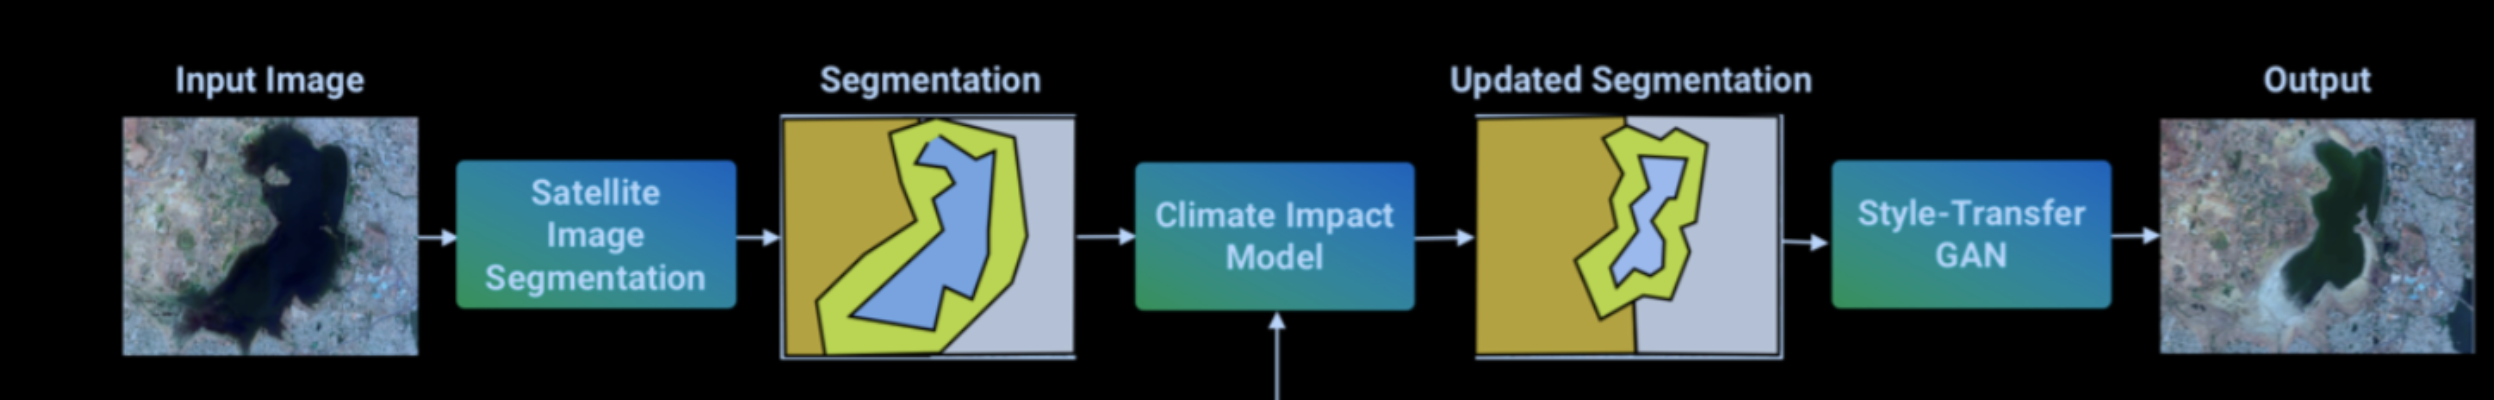 Input Image
Segmentation
Updated Segmentation
Output
Satellite
Image
Segmentation
Climate Impact
Model
Style-Transfer
GAN